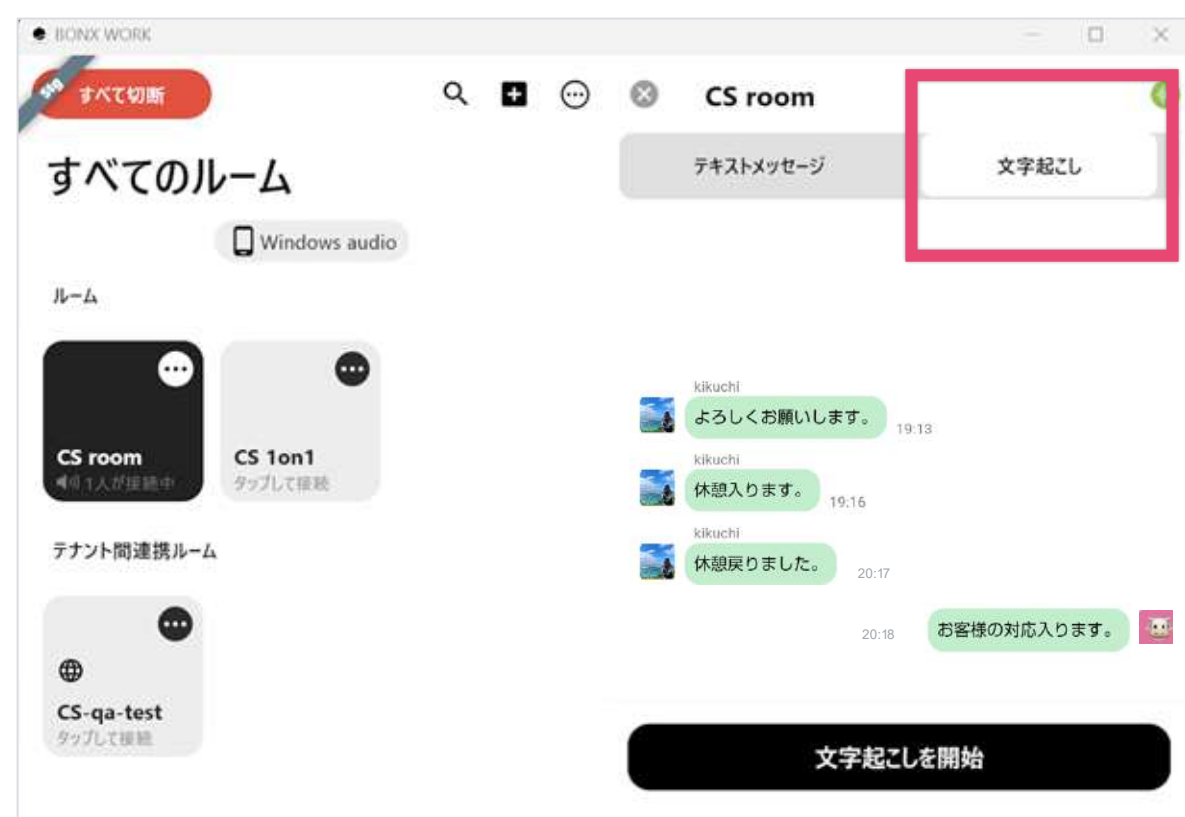 BONX WORK
stg
すべて切断
CS room
すべてのルーム
テキストメッセージ
文字起こし
Windows audio
ルーム
CS room
1人が接続中
CS 1on1
タップして接続
テナント間連携ルーム
CS-qa-test
タップして接続
kikuchi
よろしくお願いします。
19:13
kikuchi
休憩入ります。
19:16
kikuchi
休憩戻りました。
20:17
20:18
お客様の対応入ります。
文字起こしを開始